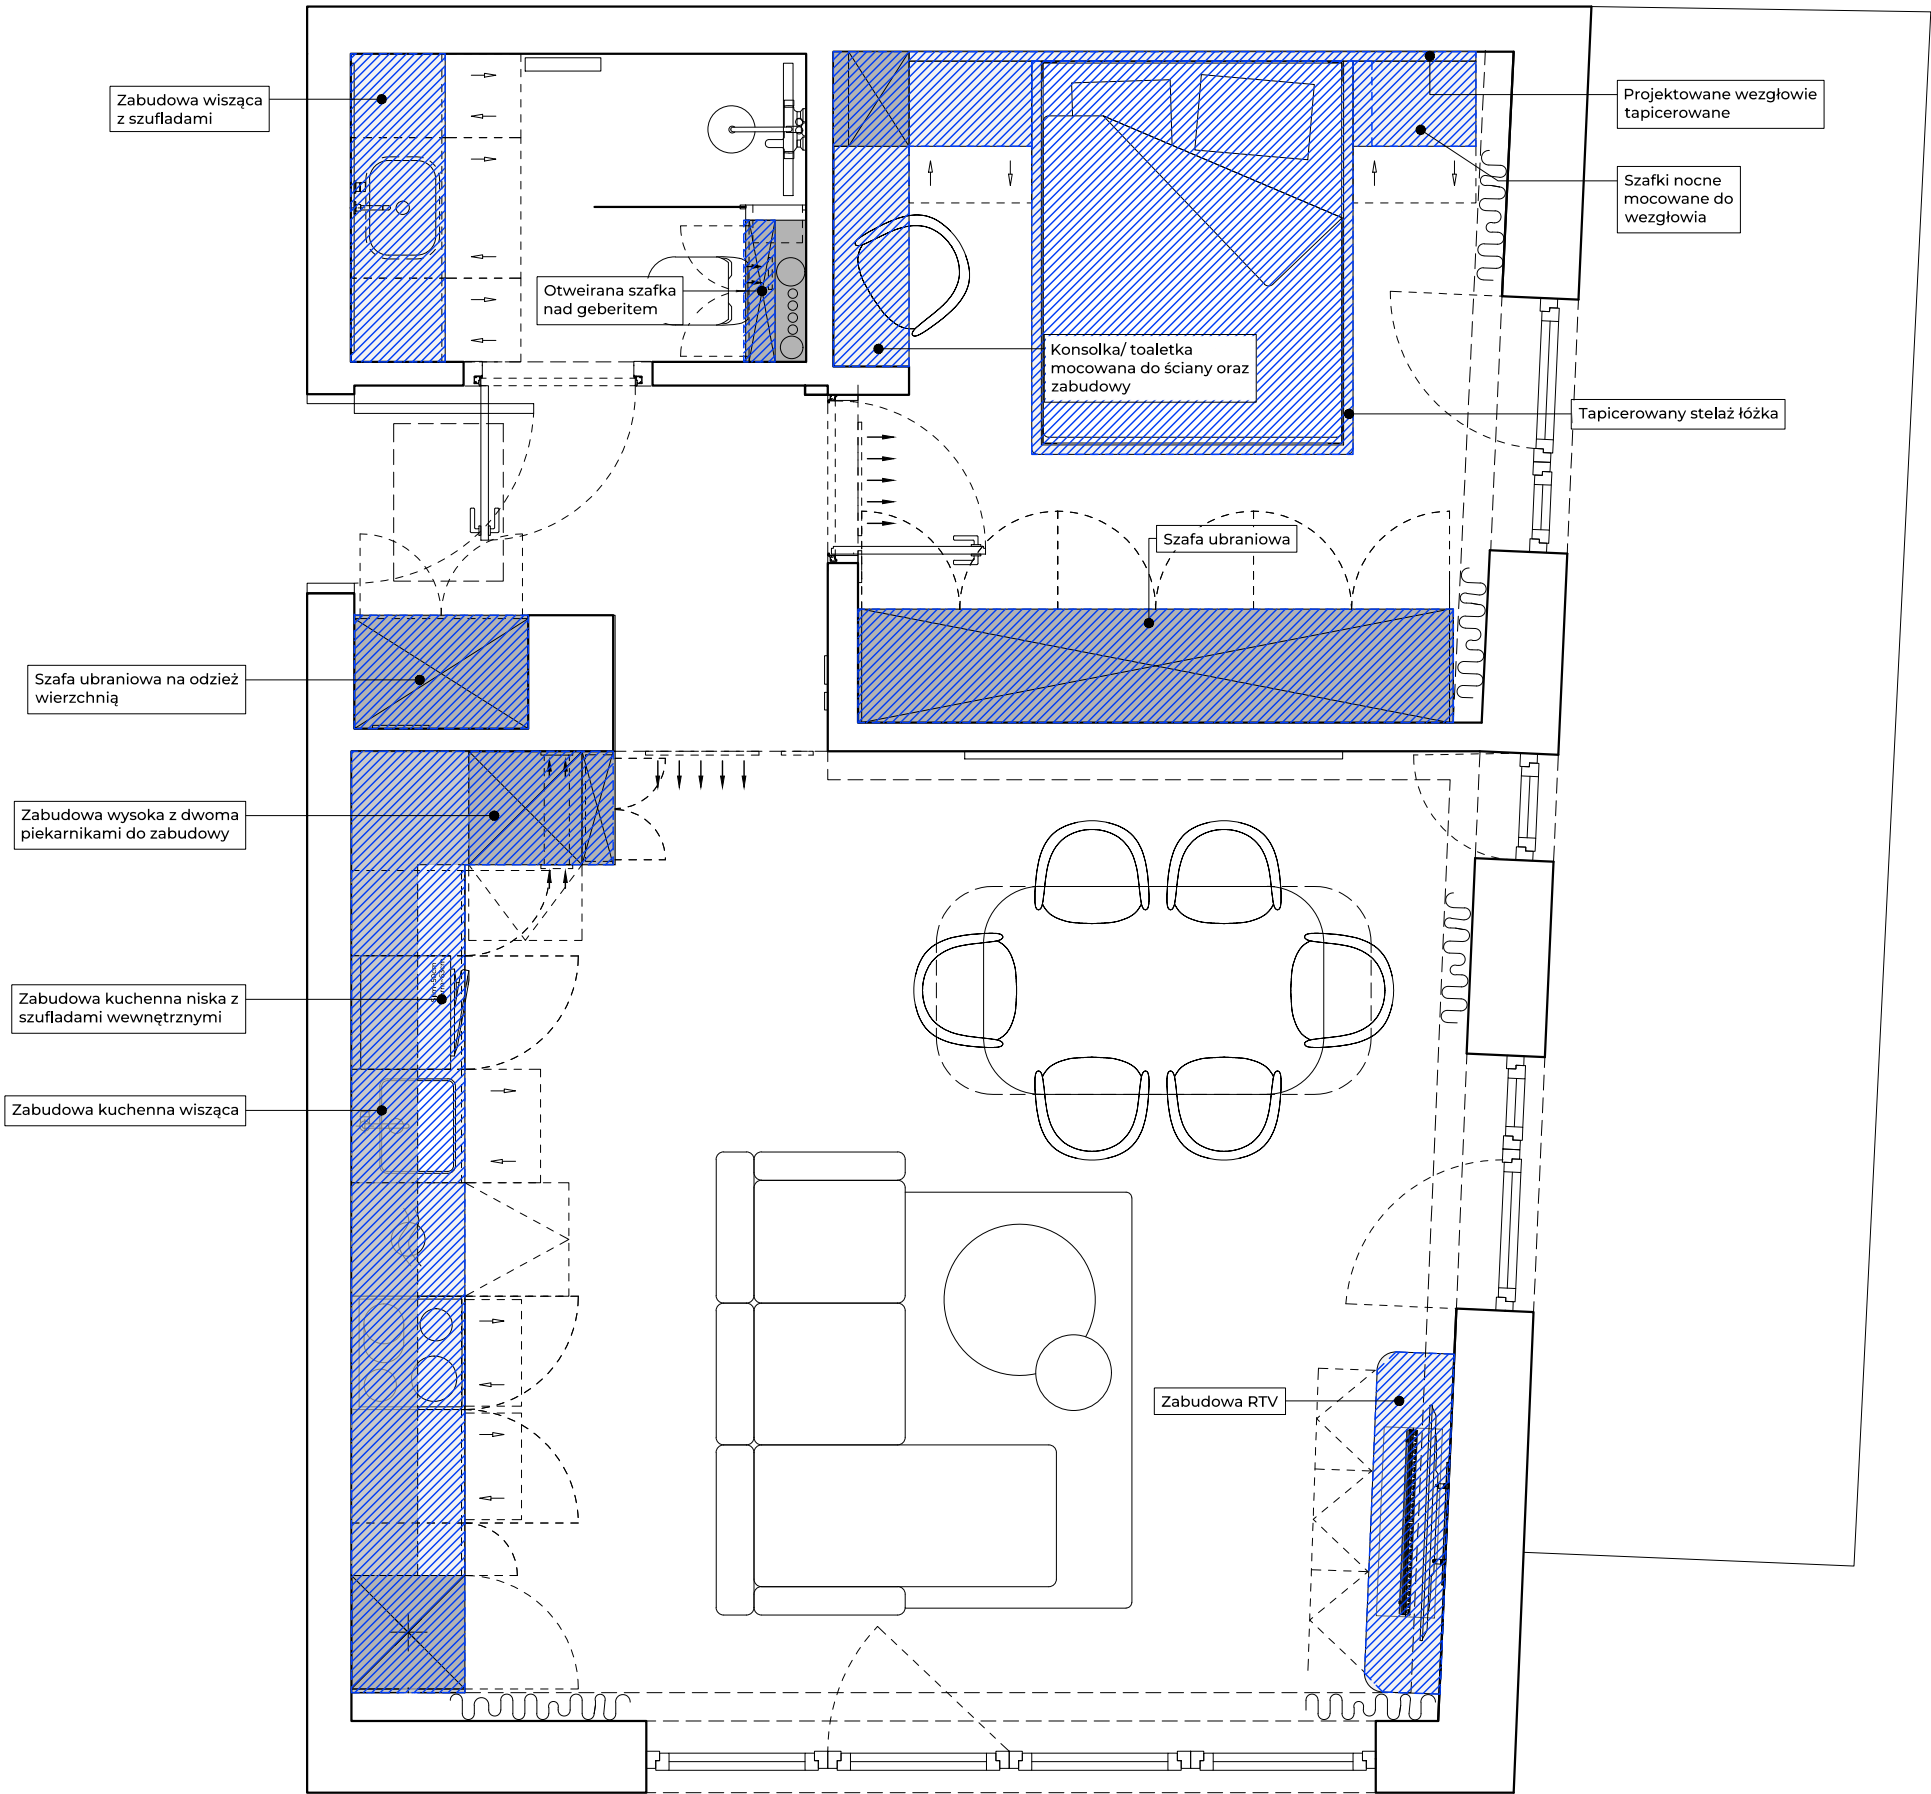 Zabudowa wisząca
z szufladami
Projektowane wezgłowie
tapicerowane
Szafki nocne
mocowane do
wezgłowia
Otweirana szafka
nad geberitem
Konsolka/ toaletka
mocowana do ściany oraz
zabudowy
Tapicerowany stelaż łóżka
Szafa ubraniowa
Szafa ubraniowa na odzież
wierzchnią
Zabudowa wysoka z dwoma
piekarnikami do zabudowy
Zabudowa kuchenna niska z
szufladami wewnętrznymi
Zabudowa kuchenna wisząca
Zabudowa RTV